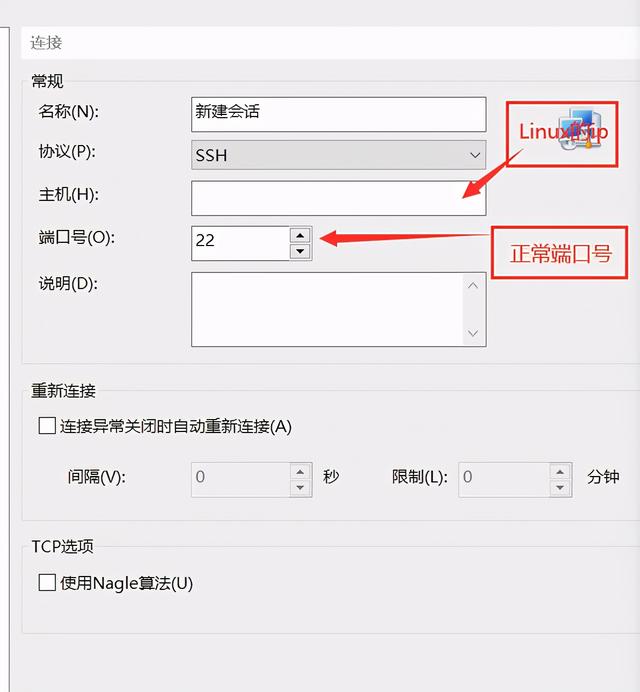 连接
常规
名称(N):
新建会话
协议(P):
SSH
Linux的ip
主机(H):
端口号(O):
22
正常端口号
说明(D):
重新连接
连接异常关闭时自动重新连接(A)
间隔(V):
0
秒
限制(L):
0
分钟
TCP选项
使用Nagle算法(U)